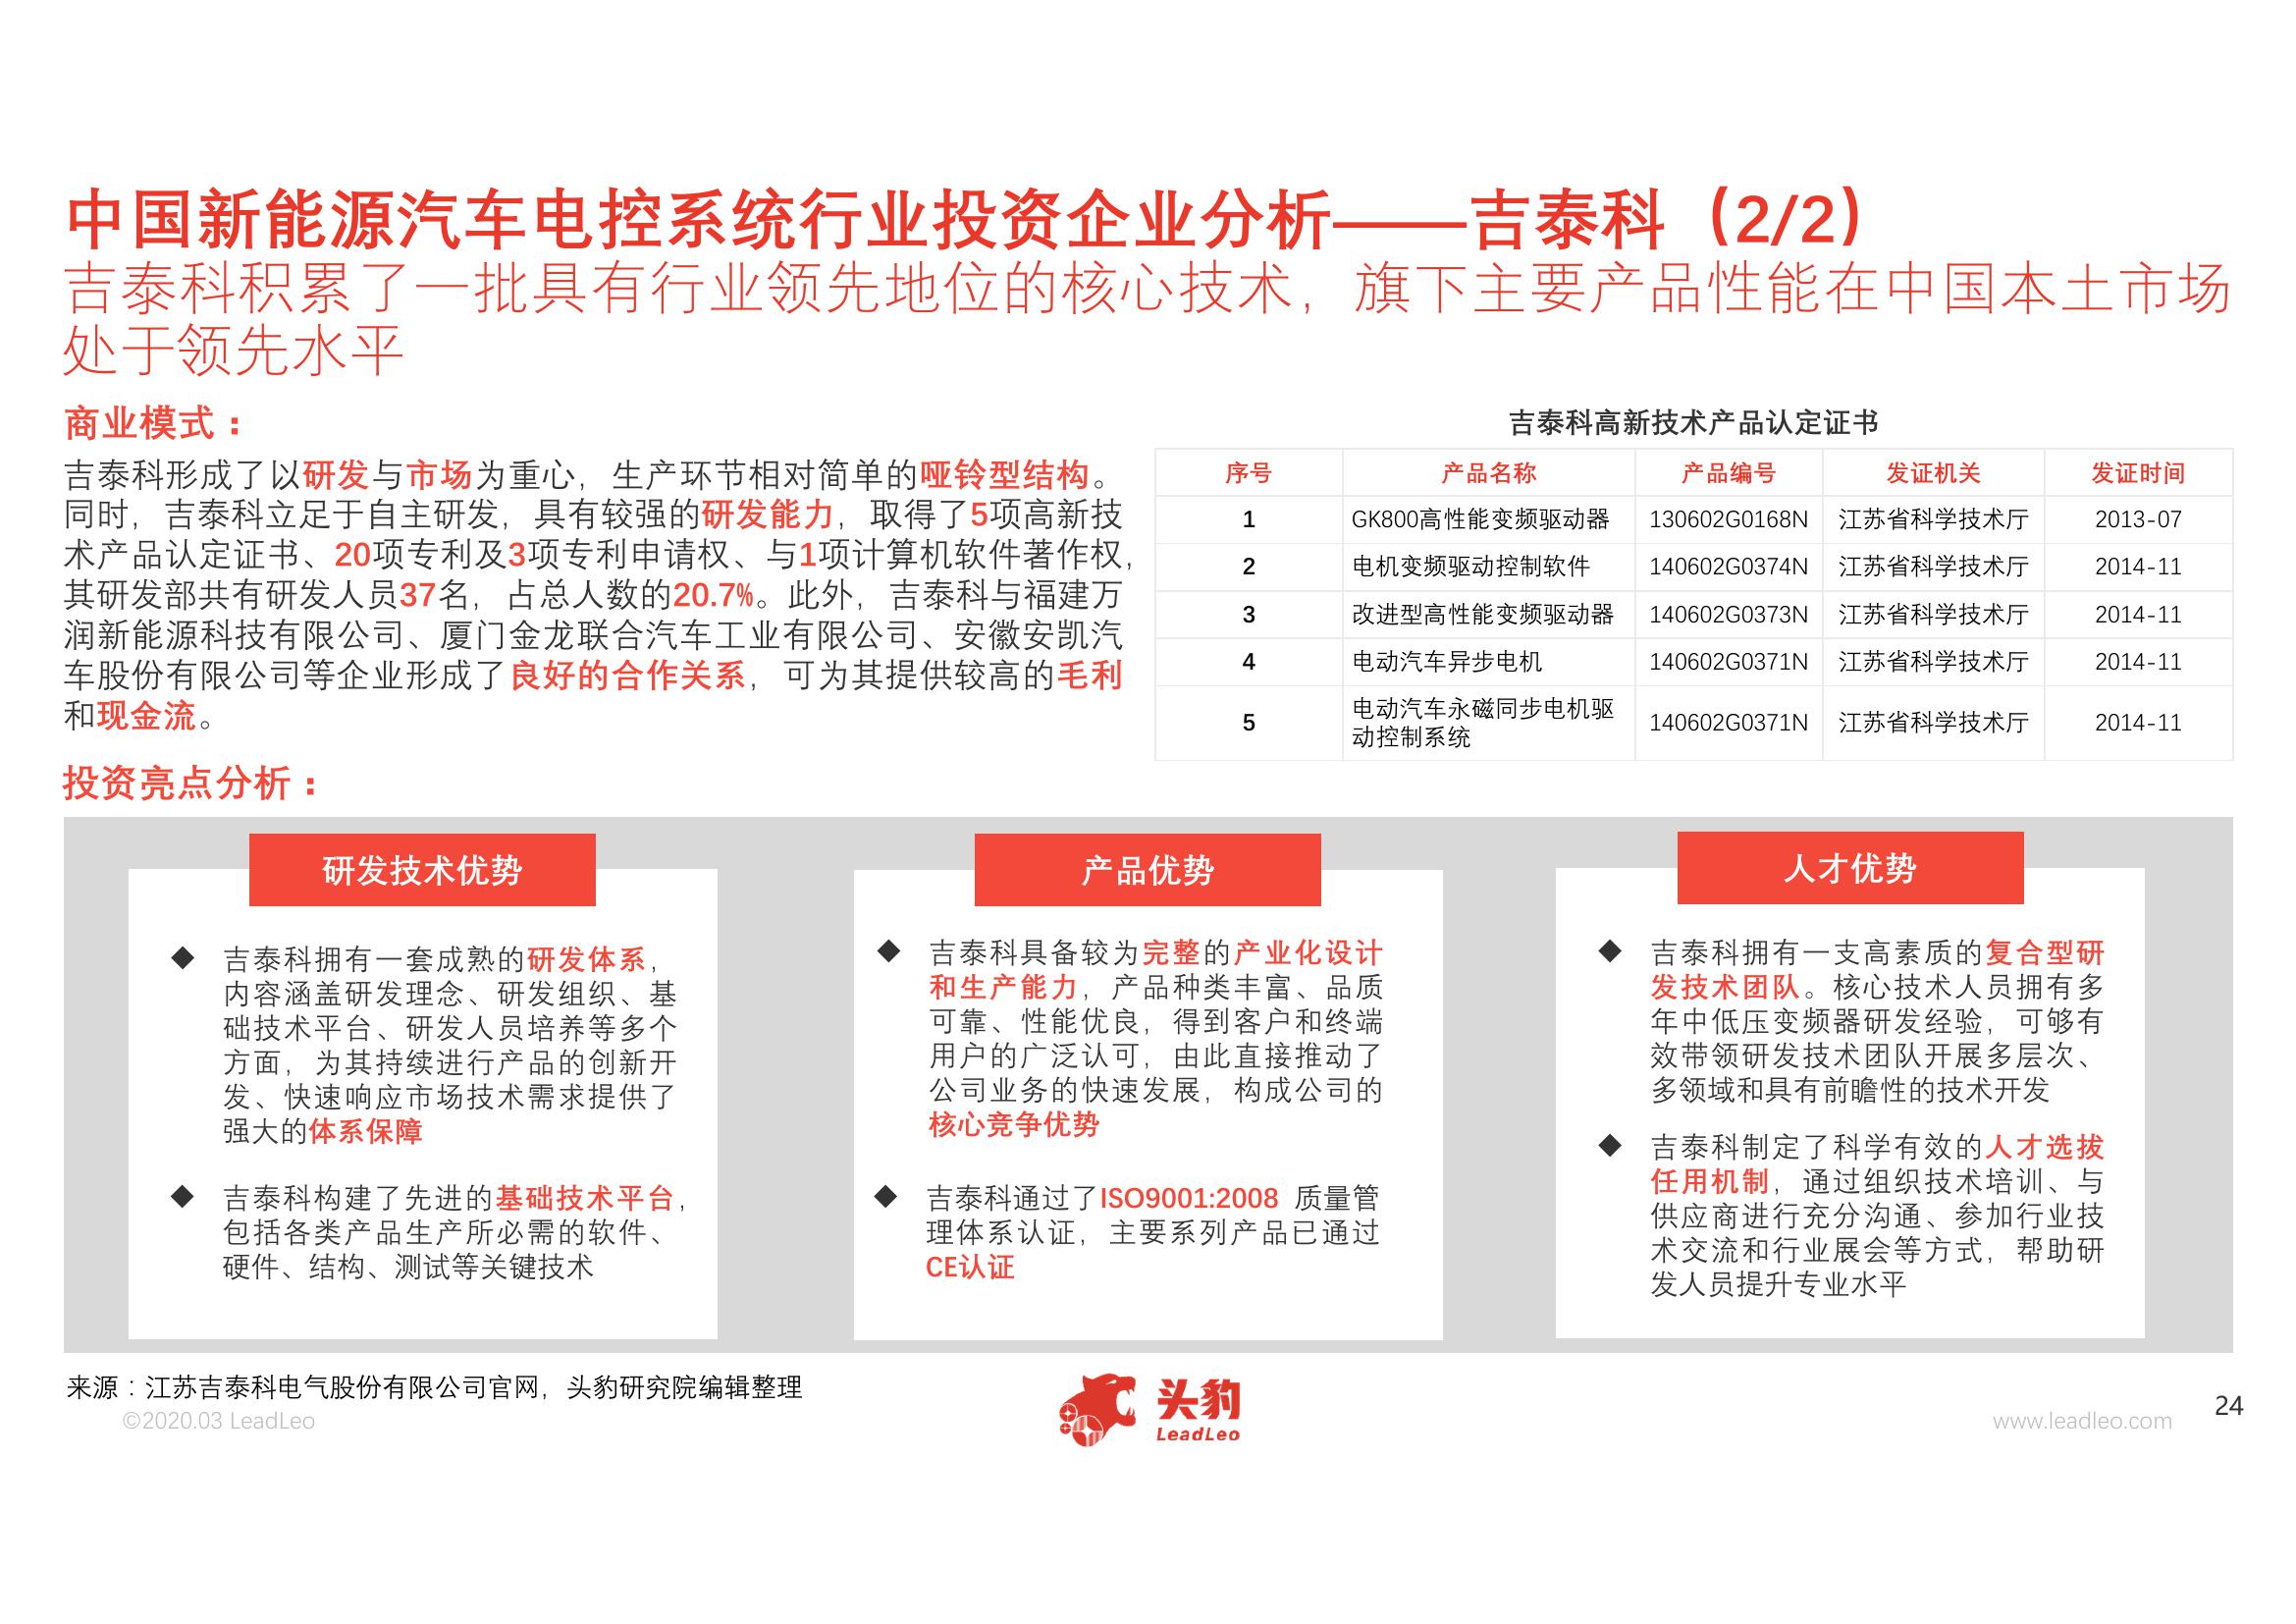 中国新能源汽车电控系统行业投资企业分析——吉泰科（2/2）
吉泰科积累了一批具有行业领先地位的核心技术，旗下主要产品性能在中国本土市场
处于领先水平
商业模式：
吉泰科形成了以研发与市场为重心，生产环节相对简单的哑铃型结构。
同时，吉泰科立足于自主研发，具有较强的研发能力，取得了5项高新技
术产品认定证书、20项专利及3项专利申请权、与1项计算机软件著作权，
其研发部共有研发人员37名，占总人数的20.7%。此外，吉泰科与福建万
润新能源科技有限公司、厦门金龙联合汽车工业有限公司、安徽安凯汽
车股份有限公司等企业形成了良好的合作关系，可为其提供较高的毛利
和现金流。
吉泰科高新技术产品认定证书
序号 产品名称 产品编号 发证机关 发证时间
1 GK800高性能变频驱动器 130602G0168N 江苏省科学技术厅 2013-07
2 电机变频驱动控制软件 140602G0374N 江苏省科学技术厅 2014-11
3 改进型高性能变频驱动器 140602G0373N 江苏省科学技术厅 2014-11
4 电动汽车异步电机 140602G0371N 江苏省科学技术厅 2014-11
5 电动汽车永磁同步电机驱 140602G0371N 江苏省科学技术厅 2014-11
动控制系统
投资亮点分析：
研发技术优势
◆ 吉泰科拥有一套成熟的研发体系，
内容涵盖研发理念、研发组织、基
础技术平台、研发人员培养等多个
方面，为其持续进行产品的创新开
发、快速响应市场技术需求提供了
强大的体系保障
◆ 吉泰科构建了先进的基础技术平台，
包括各类产品生产所必需的软件、
硬件、结构、测试等关键技术
产品优势
◆ 吉泰科具备较为完整的产业化设计
和生产能力，产品种类丰富、品质
可靠、性能优良，得到客户和终端
用户的广泛认可，由此直接推动了
公司业务的快速发展，构成公司的
核心竞争优势
◆ 吉泰科通过了ISO9001:2008 质量管
理体系认证，主要系列产品已通过
CE认证
人才优势
◆ 吉泰科拥有一支高素质的复合型研
发技术团队。核心技术人员拥有多
年中低压变频器研发经验，可够有
效带领研发技术团队开展多层次、
多领域和具有前瞻性的技术开发
◆ 吉泰科制定了科学有效的人才选拔
任用机制，通过组织技术培训、与
供应商进行充分沟通、参加行业技
术交流和行业展会等方式，帮助研
发人员提升专业水平
来源：江苏吉泰科电气股份有限公司官网，头豹研究院编辑整理
©2020.03 LeadLeo
头豹
LeadLeo
www.leadleo.com
24